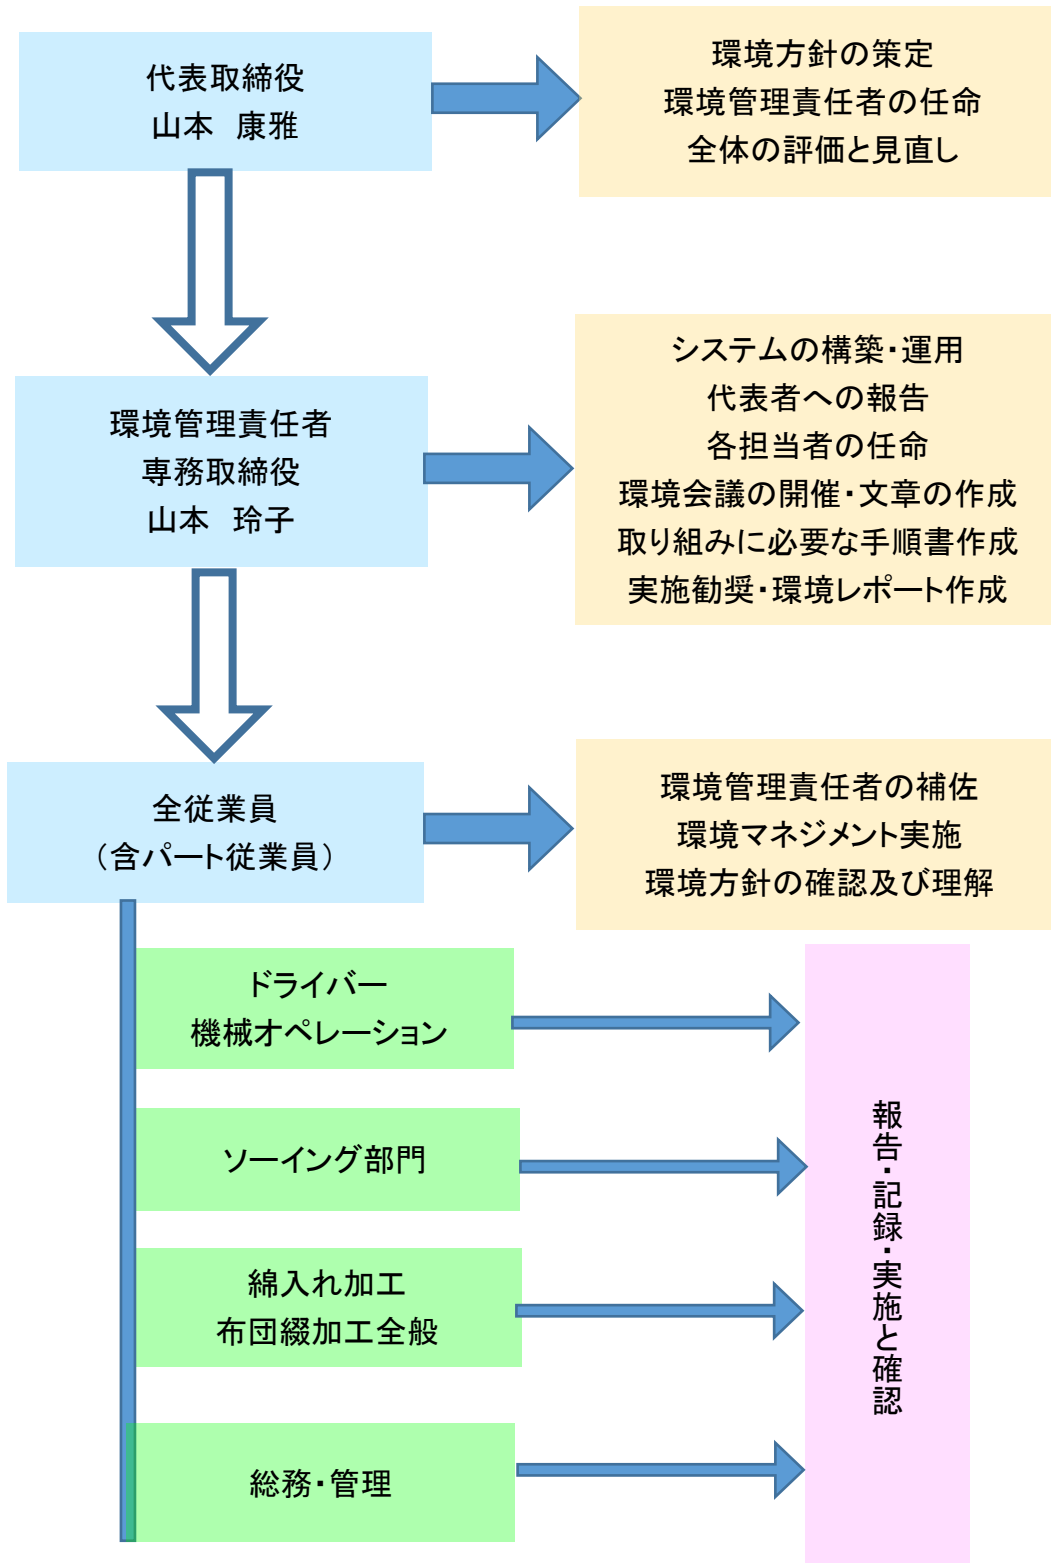 代表取締役
山本　康雅
環境方針の策定
環境管理責任者の任命
全体の評価と見直し
環境管理責任者
専務取締役
山本　玲子
システムの構築・運用
代表者への報告
各担当者の任命
環境会議の開催・文章の作成
取り組みに必要な手順書作成
実施勧奨・環境レポート作成
全従業員
（含パート従業員）
環境管理責任者の補佐
環境マネジメント実施
環境方針の確認及び理解
ドライバー
機械オペレーション
ソーイング部門
綿入れ加工
布団綴加工全般
総務・管理
報告・記録・実施と確認